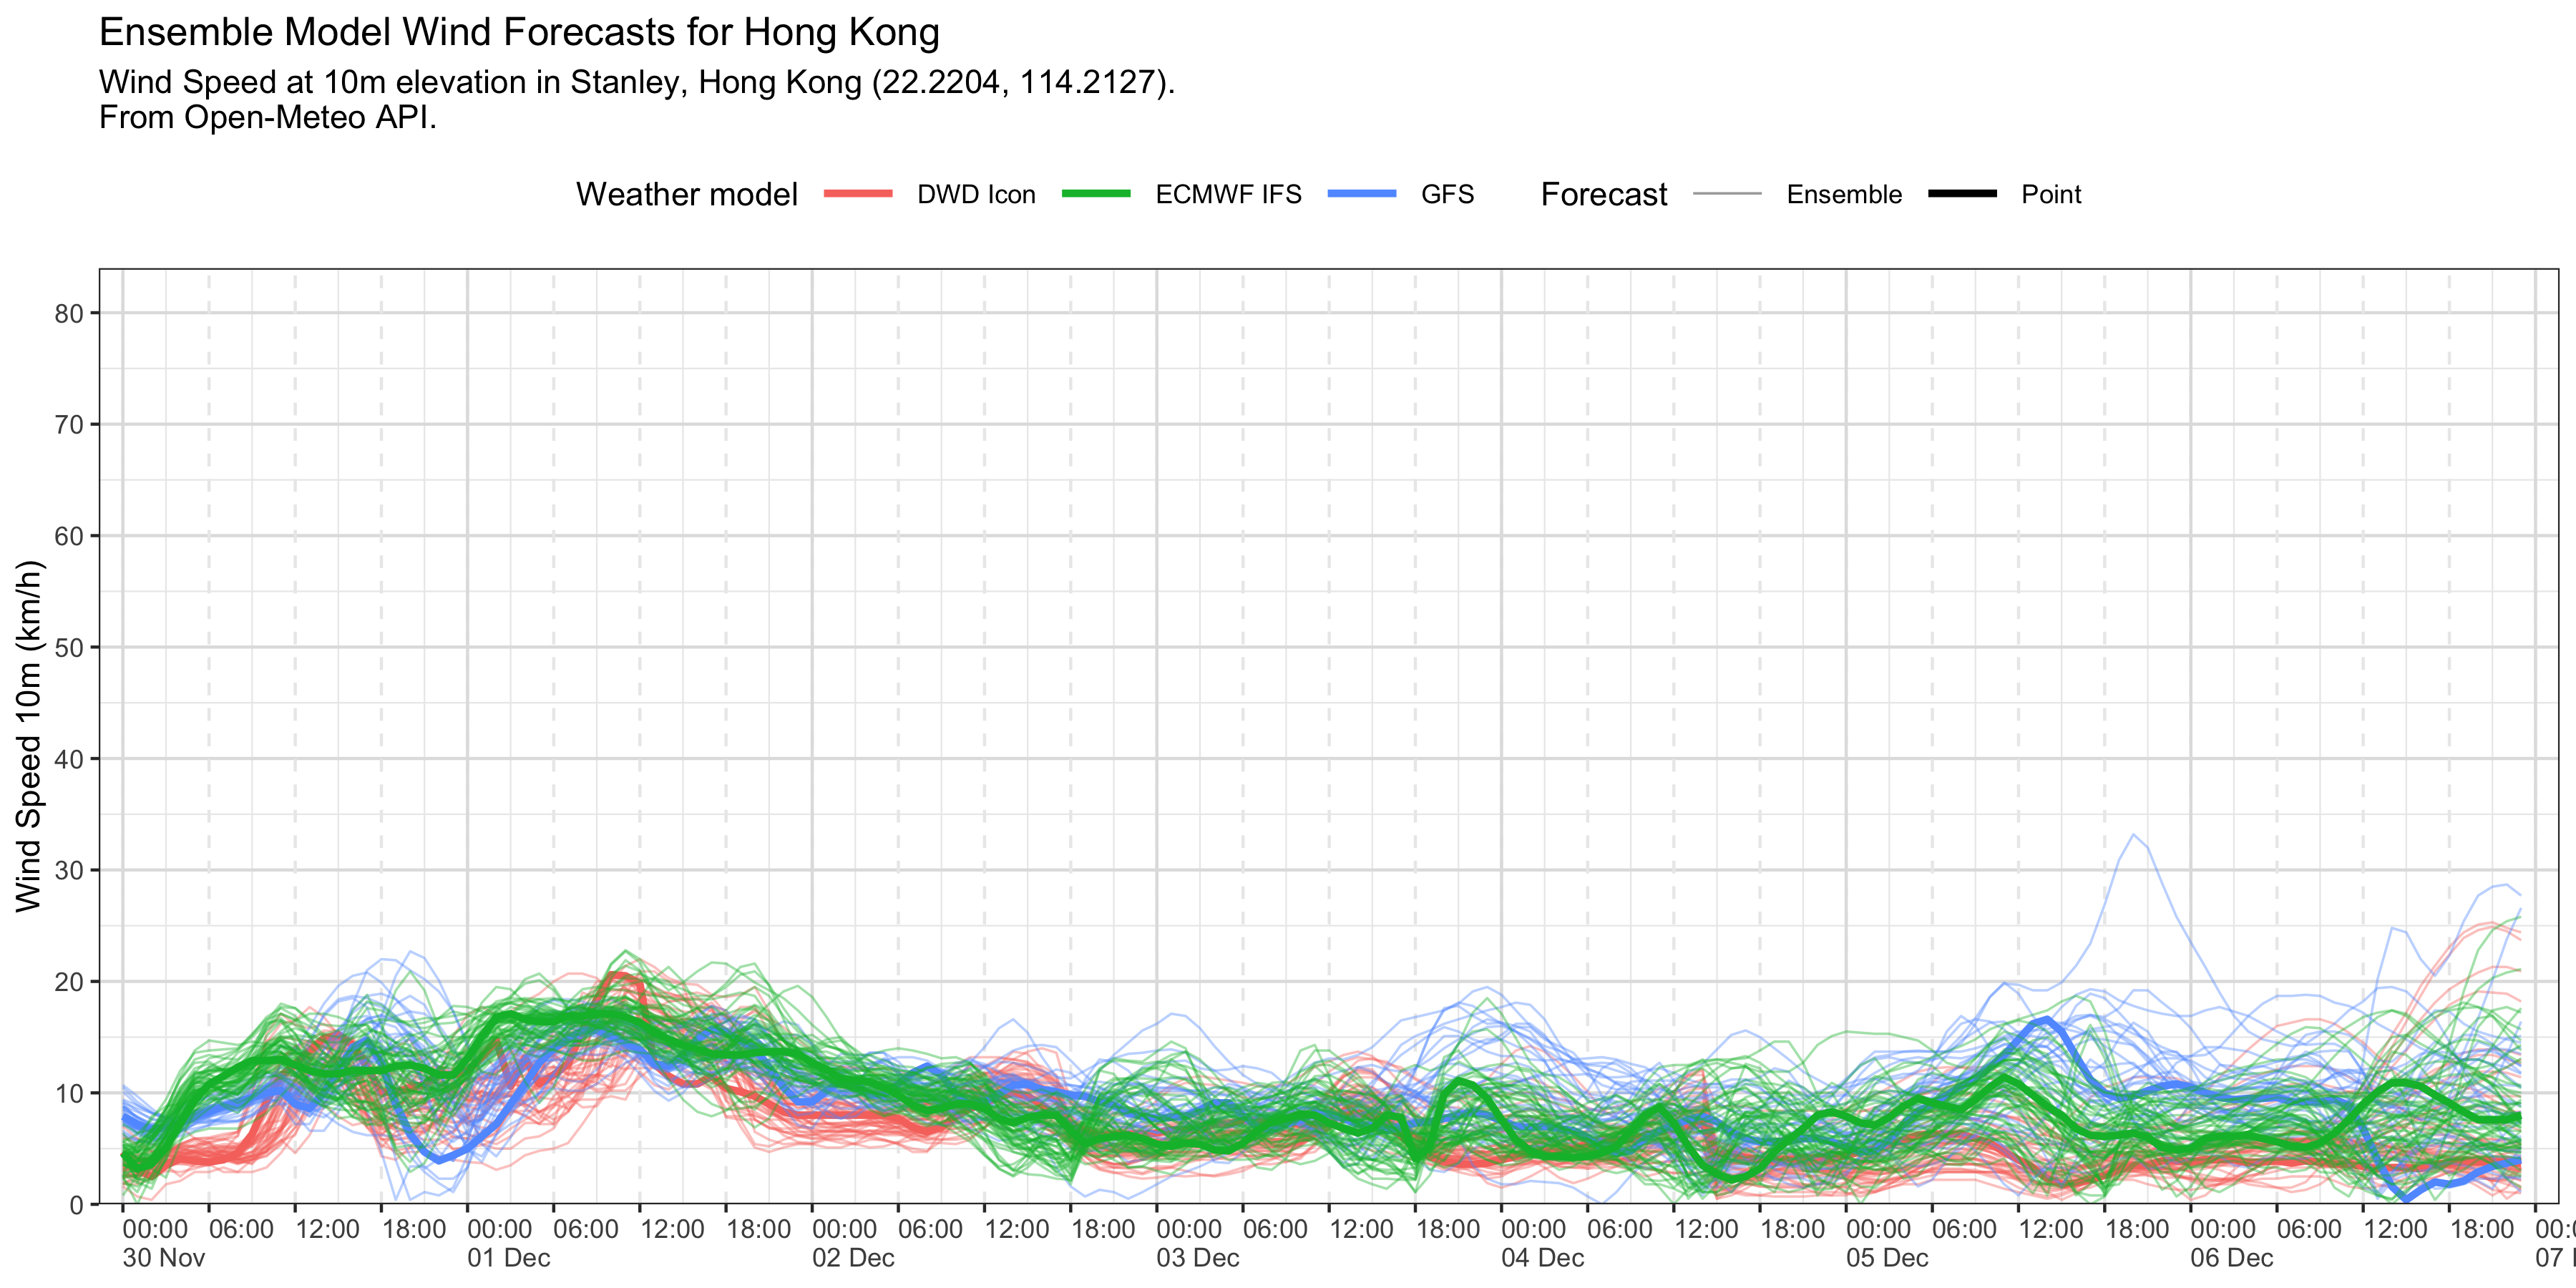 Ensemble Model Wind Forecasts for Hong Kong
Wind Speed at 10m elevation in Stanley, Hong Kong (22.2204, 114.2127).
From Open-Meteo API.
Weather model DWD Icon ECMWF IFS GFS Forecast Ensemble Point
Wind Speed 10m (km/h)
80
70
60
50
40
30
20
10
0
00:00 06:00 12:00 18:00 00:00 06:00 12:00 18:00 00:00 06:00 12:00 18:00 00:00 06:00 12:00 18:00 00:00 06:00 12:00 18:00 00:00 06:00 12:00 18:00 00:00 06:00 12:00 18:00
30 Nov 01 Dec 02 Dec 03 Dec 04 Dec 05 Dec 06 Dec 07